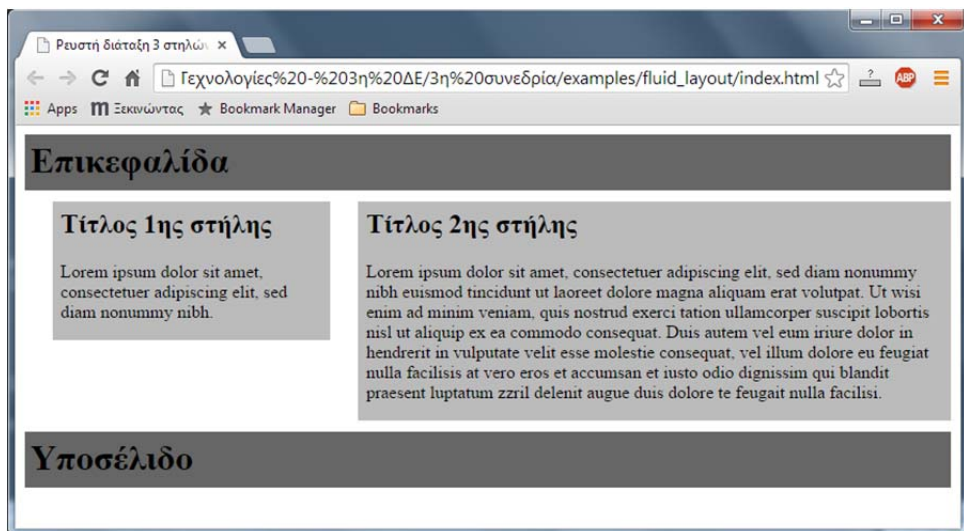 Ρευστή διάταξη 3 στηλών
Γεχνολογίες%20-%203η%20ΔΕ/3η%20συνεδρία/examples/fluid_layout/index.html
ABP
Apps
Ξεκινώντας
Bookmark Manager
Bookmarks
Επικεφαλίδα
Τίτλος 1ης στήλης
Lorem ipsum dolor sit amet,
consectetuer adipiscing elit, sed
diam nonummy nibh.
Τίτλος 2ης στήλης
Lorem ipsum dolor sit amet, consectetuer adipiscing elit, sed diam nonummy
nibh euismod tincidunt ut laoreet dolore magna aliquam erat volutpat. Ut wisi
enim ad minim veniam, quis nostrud exerci tation ullamcorper suscipit lobortis
nisl ut aliquip ex ea commodo consequat. Duis autem vel eum iriure dolor in
hendrerit in vulputate velit esse molestie consequat, vel illum dolore eu feugiat
nulla facilisis at vero eros et accumsan et iusto odio dignissim qui blandit
praesent luptatum zzril delenit augue duis dolore te feugait nulla facilisi.
Υποσέλιδο